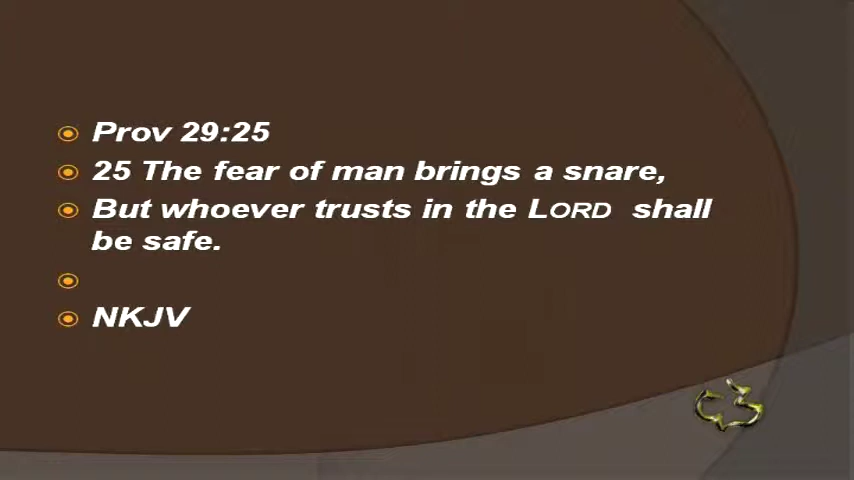 Prov 29:25
25 The fear of man brings a snare,
But whoever trusts in the LORD shall
be safe.
NKJV